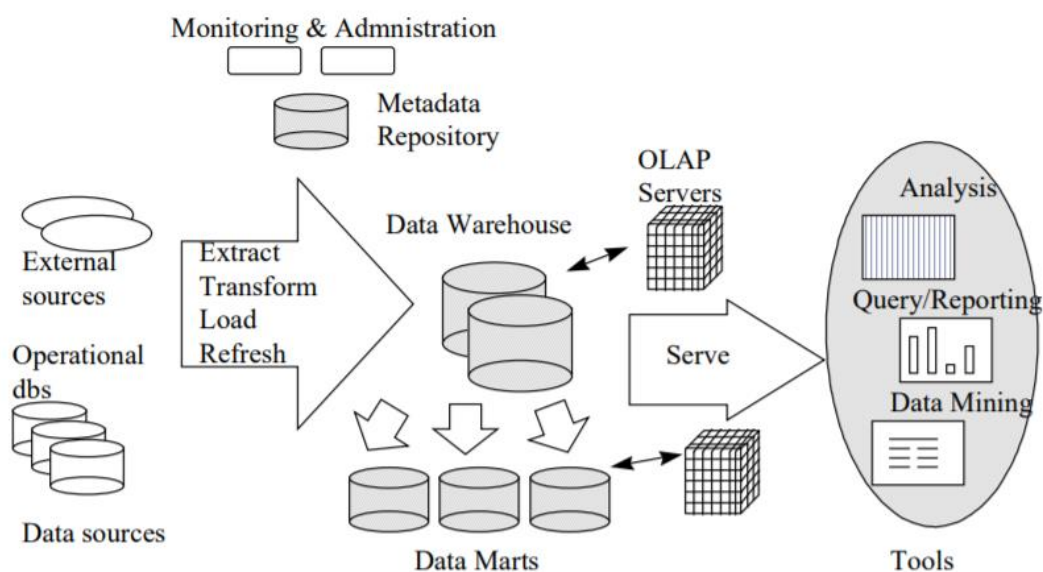 Monitoring & Admnistration
Metadata
Repository
OLAP
Servers
Analysis
Data Warehouse
External
sources
Extract
Transform
Load
Refresh
Query/Reporting
Operational
dbs
Serve
Data Mining
Data sources
Data Marts
Tools